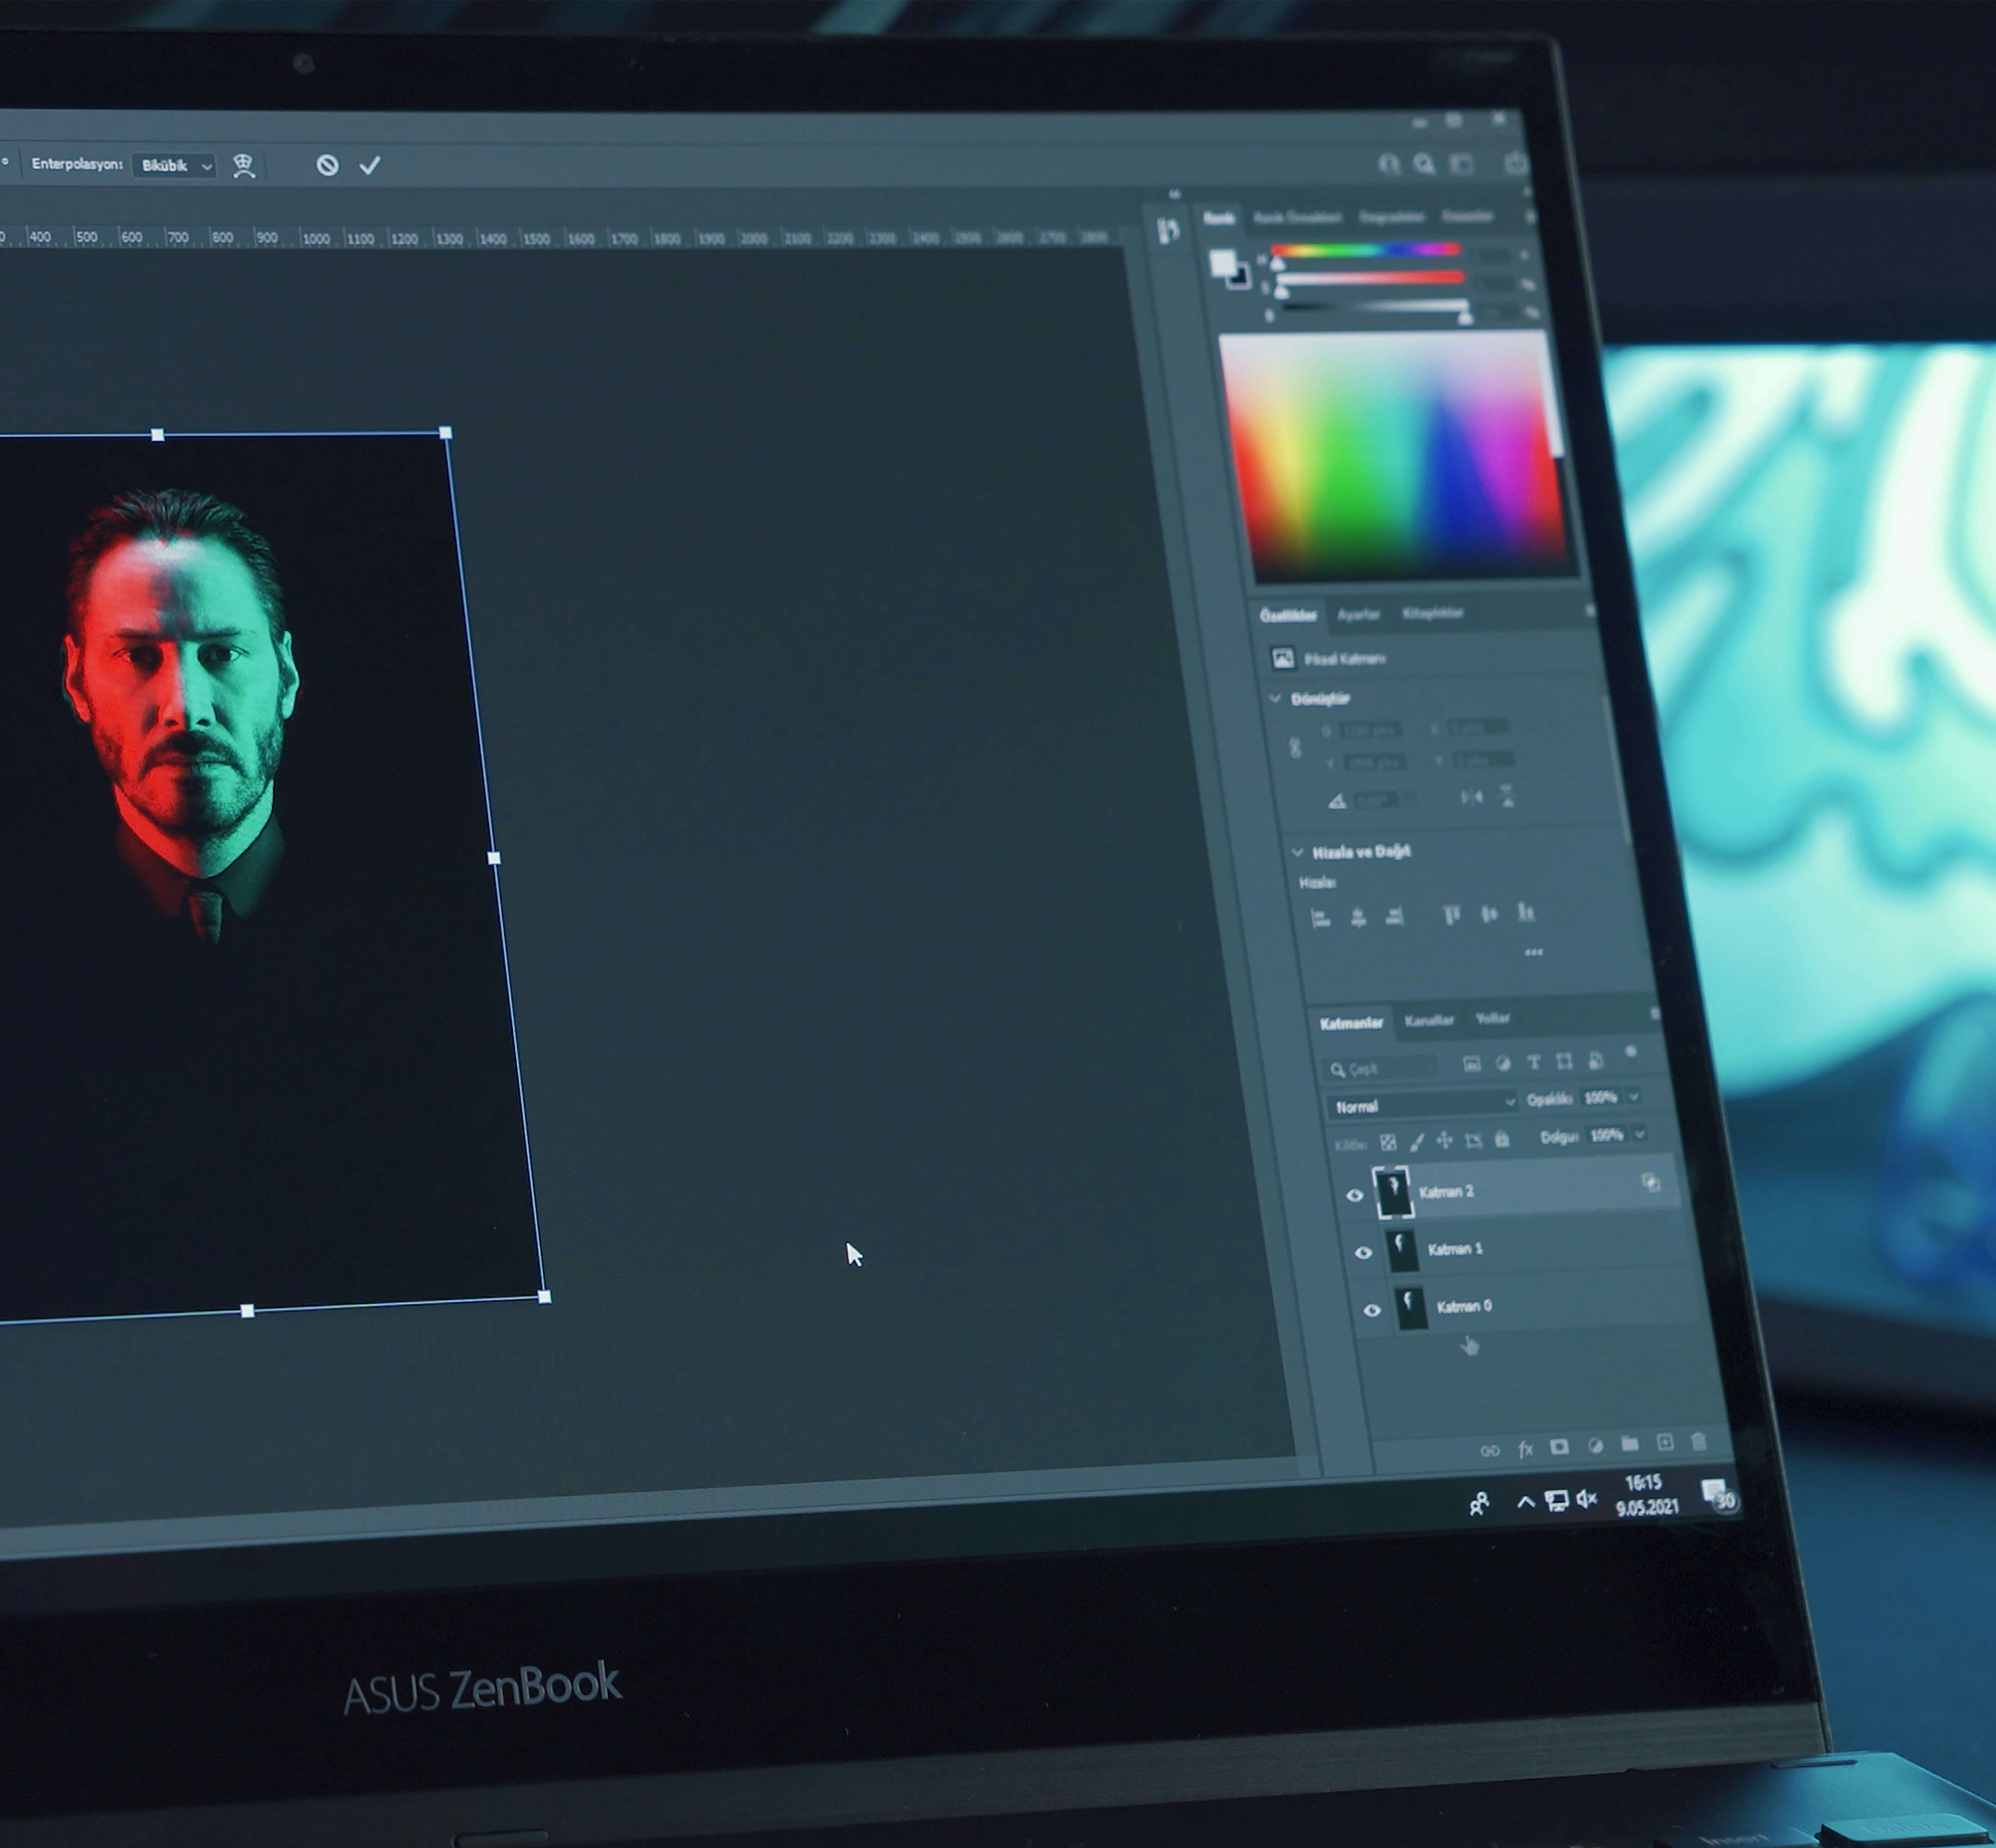 Enterpolasyon: Bikübik
400 500 600 700 800 900 1000 1100 1200 1300 1400 1500 1600 1700 1800 1900 2000 2100 2200 2300 2400 2500 2600 2700 2800
Renk
H
S
B
Özellikler Ayarlar Kitaplıklar
Piksel Katmanı
Dönüştür
Hizala ve Dağıt
Hizala:
Katmanlar Kanallar Yollar
Çeşit
Normal Opaklık: 100%
Kilitle: Dolgu: 100%
Katman 2
Katman 1
Katman 0
fx
16:15
9.05.2021
30
ASUS ZenBook
Insert